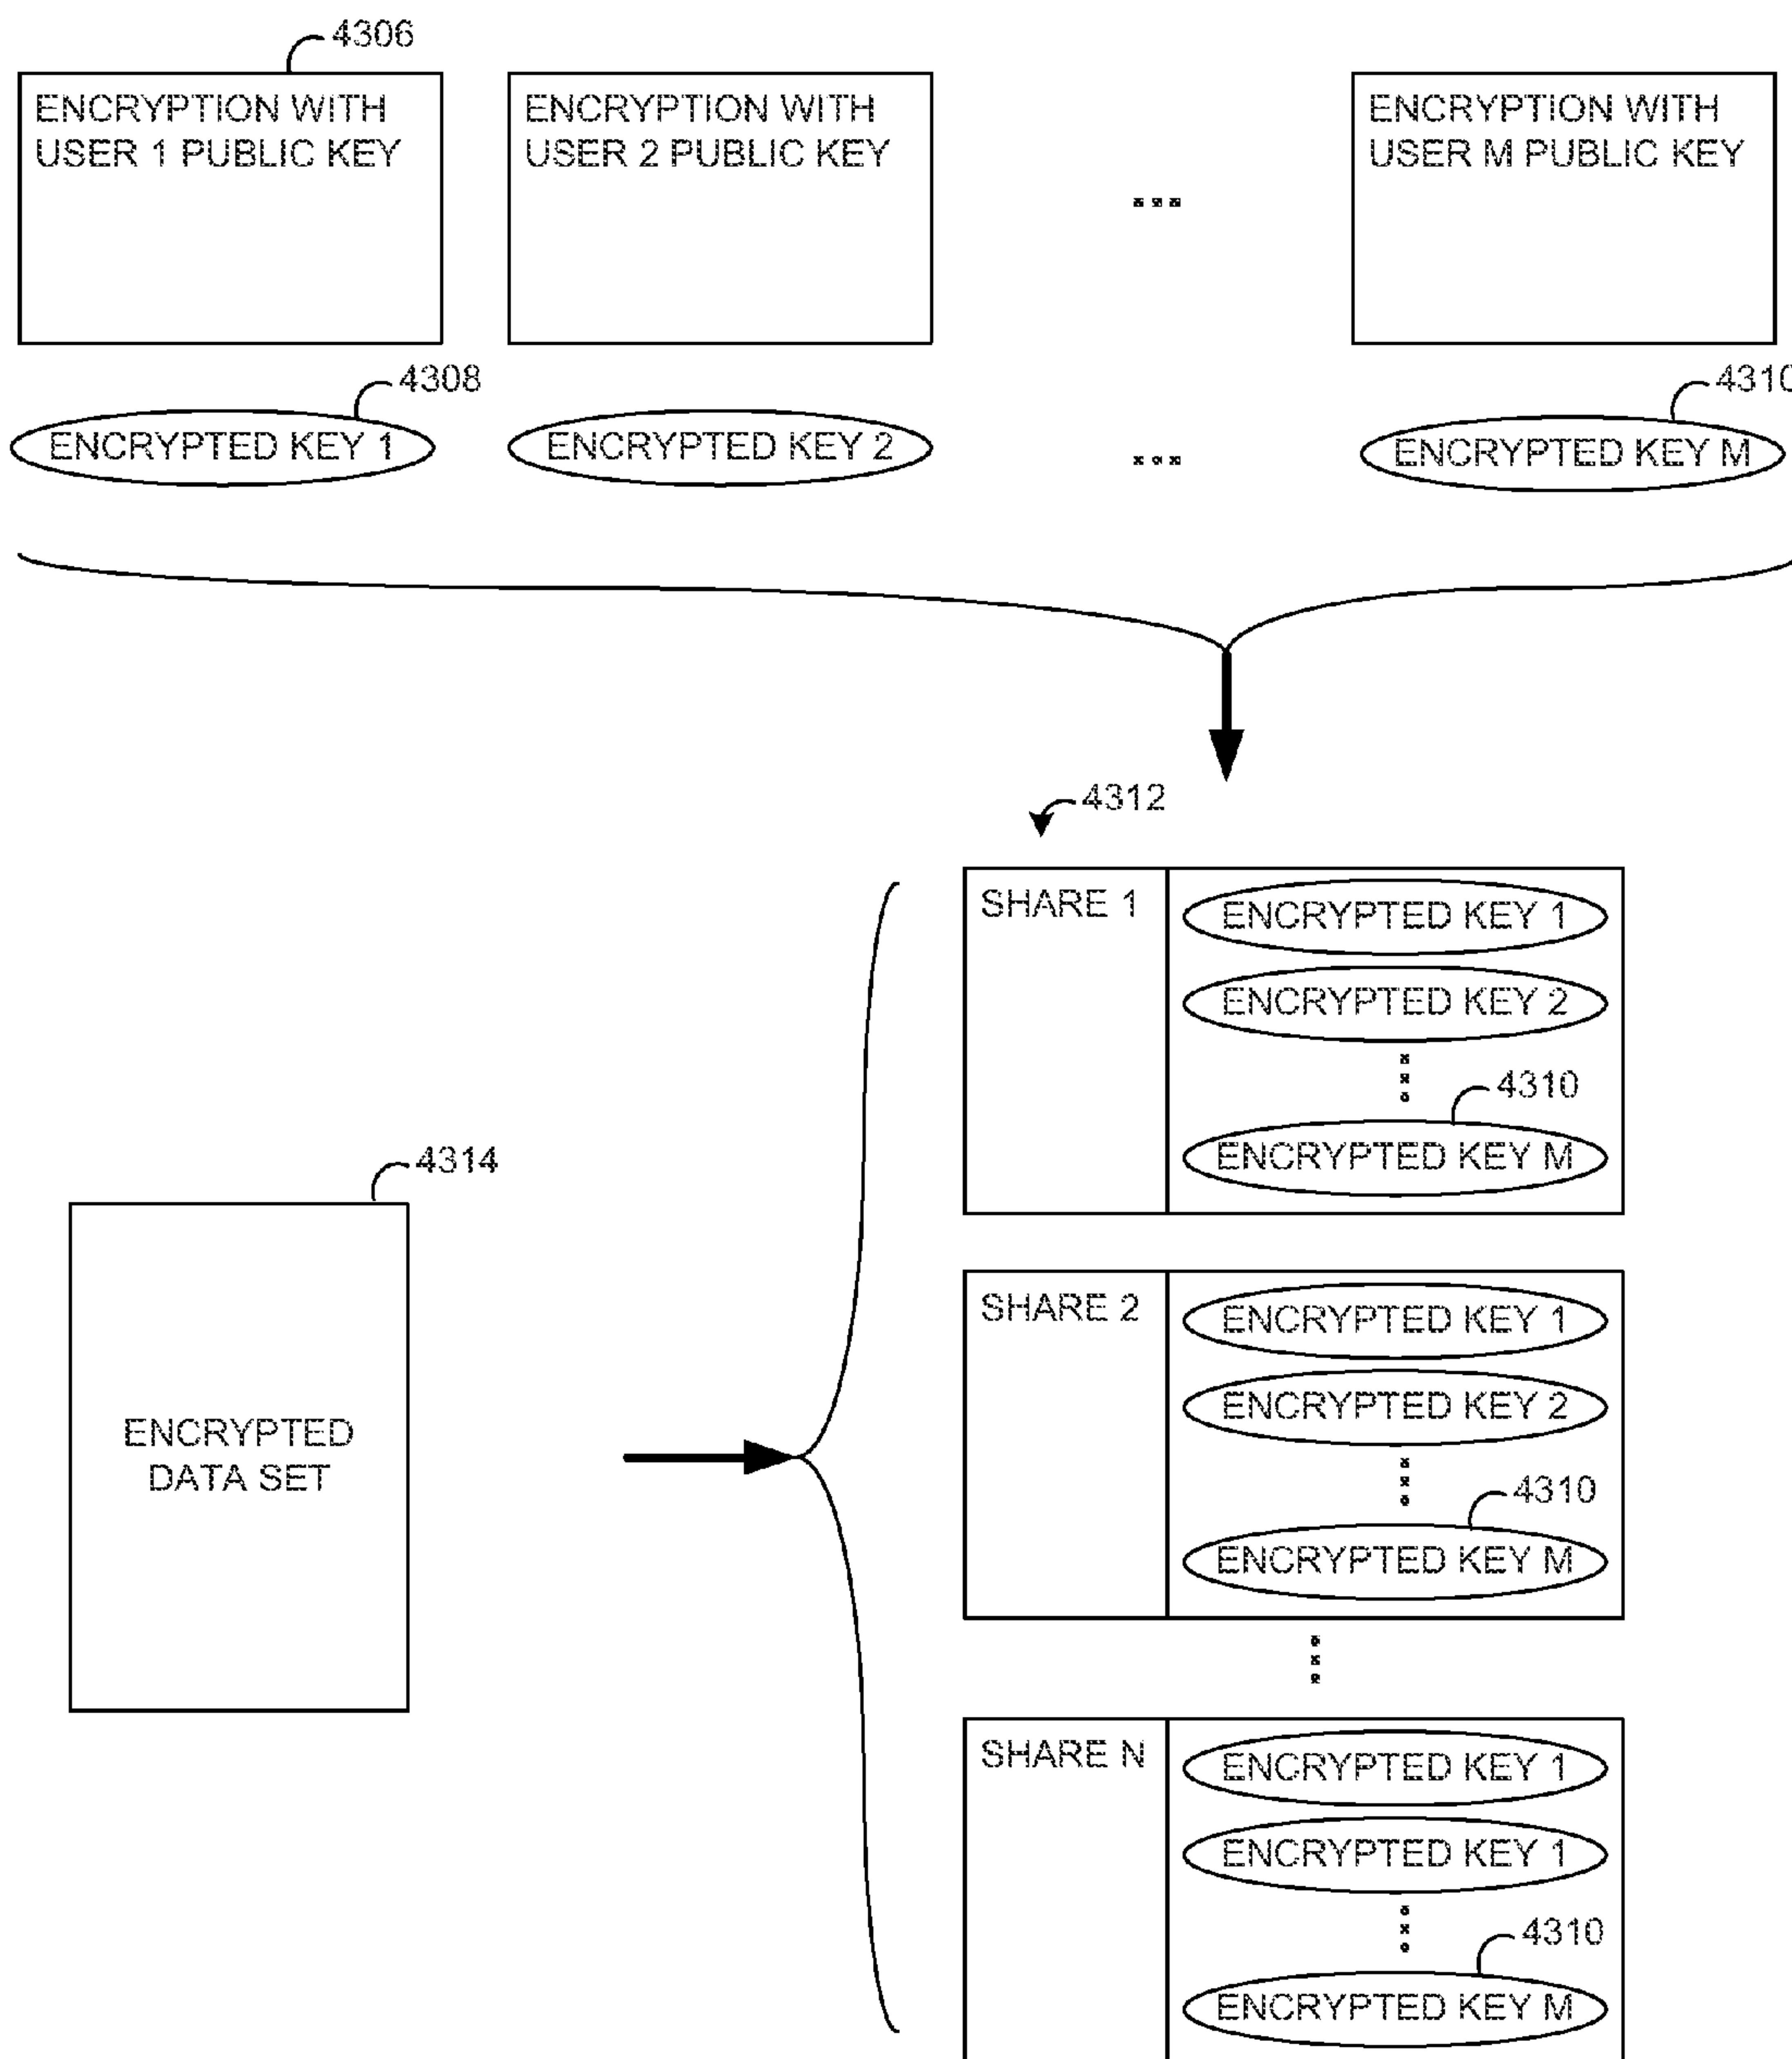 4306
ENCRYPTION WITH
USER 1 PUBLIC KEY
ENCRYPTION WITH
USER 2 PUBLIC KEY
...
ENCRYPTION WITH
USER M PUBLIC KEY
4308
ENCRYPTED KEY 1
ENCRYPTED KEY 2
...
4310
ENCRYPTED KEY M
4312
SHARE 1
ENCRYPTED KEY 1
ENCRYPTED KEY 2
4310
ENCRYPTED KEY M
4314
ENCRYPTED
DATA SET
SHARE 2
ENCRYPTED KEY 1
ENCRYPTED KEY 2
4310
ENCRYPTED KEY M
SHARE N
ENCRYPTED KEY 1
ENCRYPTED KEY 1
4310
ENCRYPTED KEY M